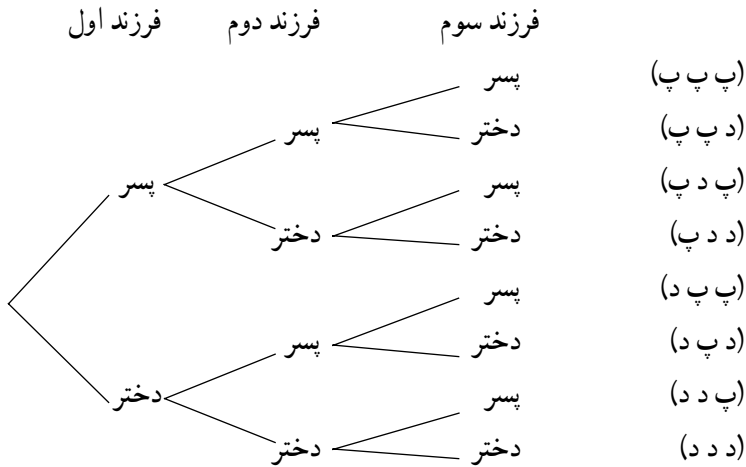 فرزند سوم فرزند دوم فرزند اول
(پ پ پ) پسر
(د پ پ) دختر
پسر
(پ د پ) پسر
پسر
(د د پ) دختر
دختر
(پ پ د) پسر
(د پ د) دختر
پسر
(پ د د) پسر
دختر
(د د د) دختر
دختر